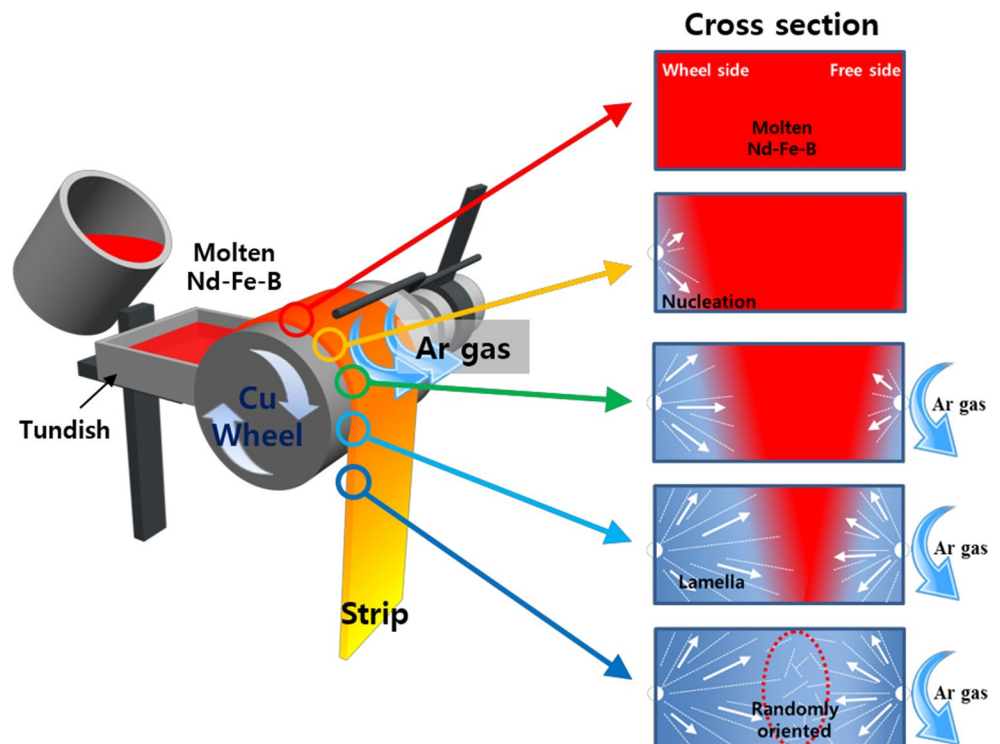 Cross section
Wheel side
Free side
Molten
Nd-Fe-B
Nucleation
Ar gas
Lamella
Ar gas
Randomly
oriented
Ar gas
Molten
Nd-Fe-B
Ar gas
Cu
Wheel
Tundish
Strip